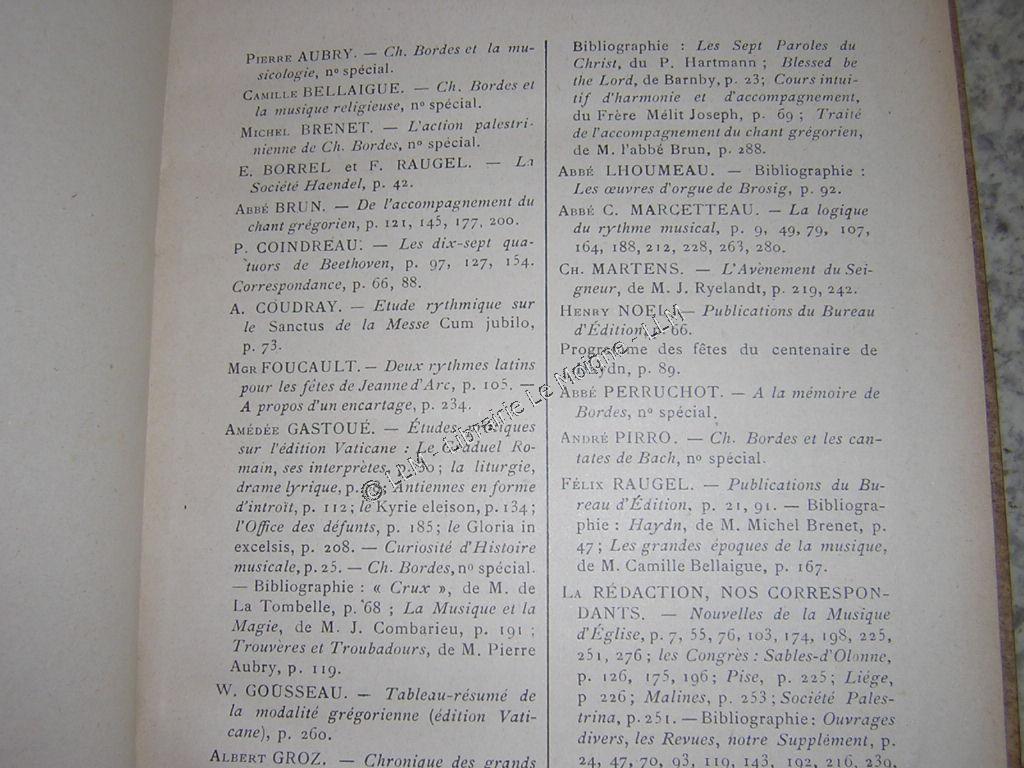 PIERRE AUBRY. — Ch. Bordes et la mu-
sicologie, nº spécial.
CAMILLE BELLAIGUE. — Ch. Bordes et
la musique religieuse, nº spécial.
MICHEL BRENET. — L'action palestri-
nienne de Ch. Bordes, nº spécial.
E. BORREL et F. RAUGEL. — La
Société Haendel, p. 42.
ABBÉ BRUN. — De l'accompagnement du
chant grégorien, p. 121, 145, 177, 200.
P. COINDREAU. — Les dix-sept qua-
tuors de Beethoven, p. 97, 127, 154.
Correspondance, p. 66, 88.
A. COUDRAY. — Etude rythmique sur
le Sanctus de la Messe Cum jubilo,
p. 73.
MGR FOUCAULT. — Deux rythmes latins
pour les fêtes de Jeanne d'Arc, p. 105. —
A propos d'un encartage, p. 234.
AMÉDÉE GASTOUÉ. — Études
sur l'édition Vaticane : Le Graduel Ro-
main, ses interprètes, ; la liturgie,
drame lyrique, p. Antiennes en forme
d'introït, p. 112 ; le Kyrie eleison, p. 134 ;
l'Office des défunts, p. 185 ; le Gloria in
excelsis, p. 208. — Curiosité d'Histoire
musicale, p. 25. — Ch. Bordes, nº spécial.
— Bibliographie : « Crux », de M. de
La Tombelle, p. 68 ; La Musique et la
Magie, de M. J. Combarieu, p. 191 ;
Trouvères et Troubadours, de M. Pierre
Aubry, p. 119.
W. GOUSSEAU. — Tableau-résumé de
la modalité grégorienne (édition Vati-
cane), p. 260.
ALBERT GROZ. — Chronique des grands
Bibliographie : Les Sept Paroles du
Christ, du P. Hartmann ; Blessed be
the Lord, de Barnby, p. 23 ; Cours intui-
tif d'harmonie et d'accompagnement,
du Frère Mélit Joseph, p. 69 ; Traité
de l'accompagnement du chant grégorien,
de M. l'abbé Brun, p. 288.
ABBÉ LHOUMEAU. — Bibliographie :
Les œuvres d'orgue de Brosig, p. 92.
ABBÉ C. MARCETTEAU. — La logique
du rythme musical, p. 9, 49, 79, 107,
164, 188, 212, 228, 263, 280.
CH. MARTENS. — L'Avènement du Sei-
gneur, de M. J. Ryelandt, p. 219, 242.
HENRY NOELL — Publications du Bureau
d'Édition, p. 66.
Programme des fêtes du centenaire de
Haydn, p. 89.
ABBÉ PERRUCHOT. — A la mémoire de
Bordes, nº spécial.
ANDRÉ PIRRO. — Ch. Bordes et les can-
tates de Bach, nº spécial.
FÉLIX RAUGEL. — Publications du Bu-
reau d'Édition, p. 21, 91. — Bibliogra-
phie : Haydn, de M. Michel Brenet, p.
47 ; Les grandes époques de la musique,
de M. Camille Bellaigue, p. 167.
LA RÉDACTION, NOS CORRESPON-
DANTS. — Nouvelles de la Musique
d'Église, p. 7, 55, 76, 103, 174, 198, 225,
251, 276 ; les Congrès : Sables-d'Olonne,
p. 126, 175, 196 ; Pise, p. 225 ; Liége,
p 226 ; Malines, p. 253 ; Société Pales-
trina, p. 251. — Bibliographie : Ouvrages
divers, les Revues, notre Supplément, p.
24, 47, 70, 93, 119, 143, 192, 216, 239,
© LLM - Librairie Le Moigne - LLM